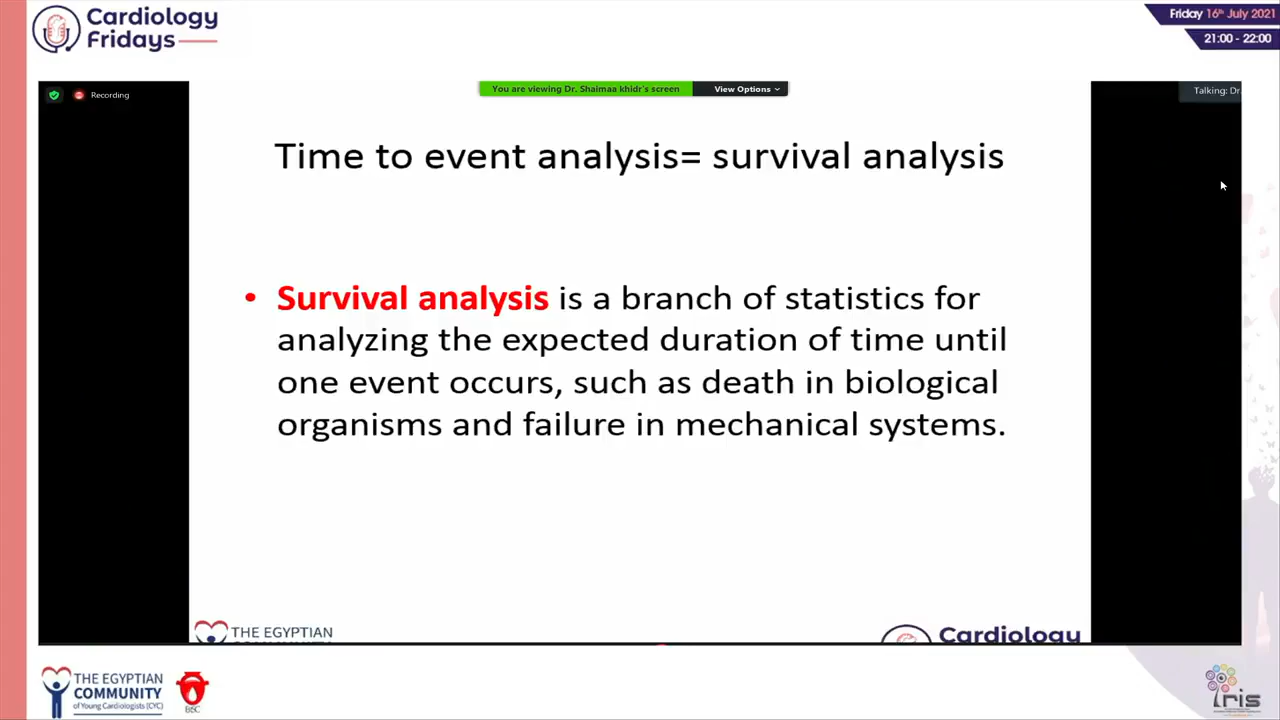 Cardiology
Fridays
Friday 16th July 2021
21:00 - 22:00
Recording
You are viewing Dr. Shaimaa khidr's screen
View Options
Talking: Dr.
Time to event analysis= survival analysis
• Survival analysis is a branch of statistics for
analyzing the expected duration of time until
one event occurs, such as death in biological
organisms and failure in mechanical systems.
THE EGYPTIAN
Cardiology
THE EGYPTIAN
COMMUNITY
of Young Cardiologists (CYC)
iris